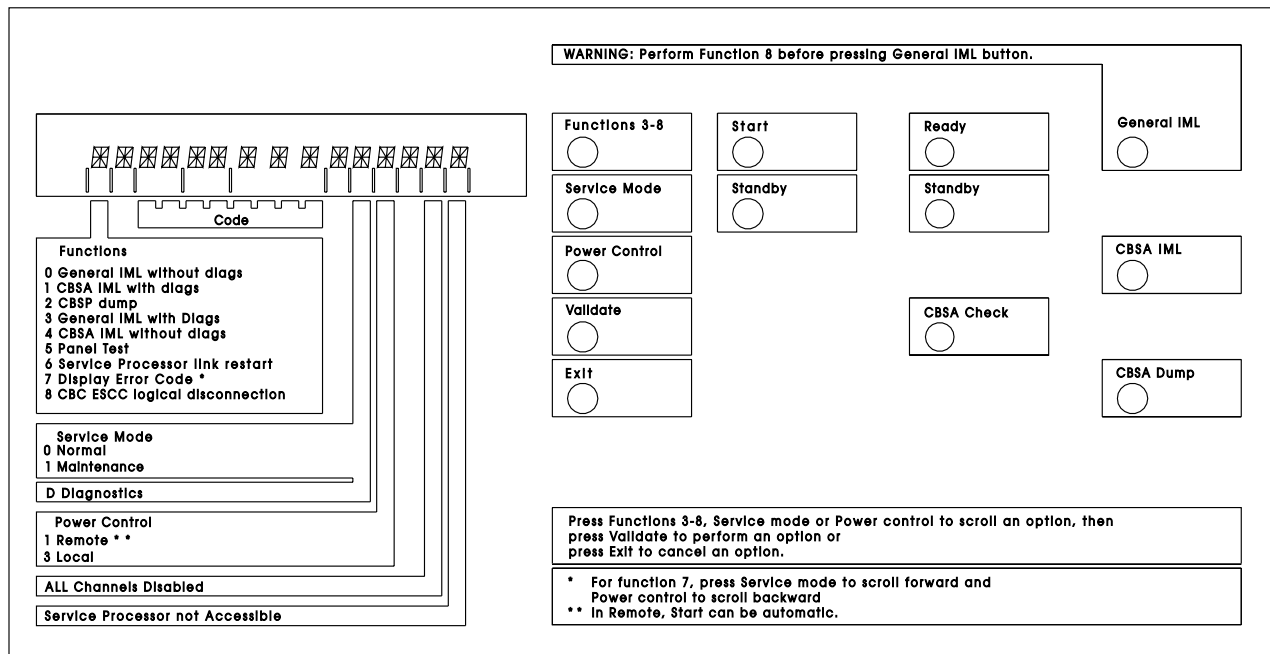 WARNING: Perform Function 8 before pressing General IML button.
Functions 3-8
Start
Ready
General IML
Service Mode
Standby
Standby
Code
Functions
0 General IML without diags
1 CBSA IML with diags
2 CBSP dump
3 General IML with Diags
4 CBSA IML without diags
5 Panel Test
6 Service Processor link restart
7 Display Error Code *
8 CBC ESCC logical disconnection
Power Control
CBSA IML
Validate
CBSA Check
Exit
CBSA Dump
Service Mode
0 Normal
1 Maintenance
D Diagnostics
Power Control
1 Remote * *
3 Local
ALL Channels Disabled
Service Processor not Accessible
Press Functions 3-8, Service mode or Power control to scroll an option, then
press Validate to perform an option or
press Exit to cancel an option.
* For function 7, press Service mode to scroll forward and
Power control to scroll backward
* * In Remote, Start can be automatic.